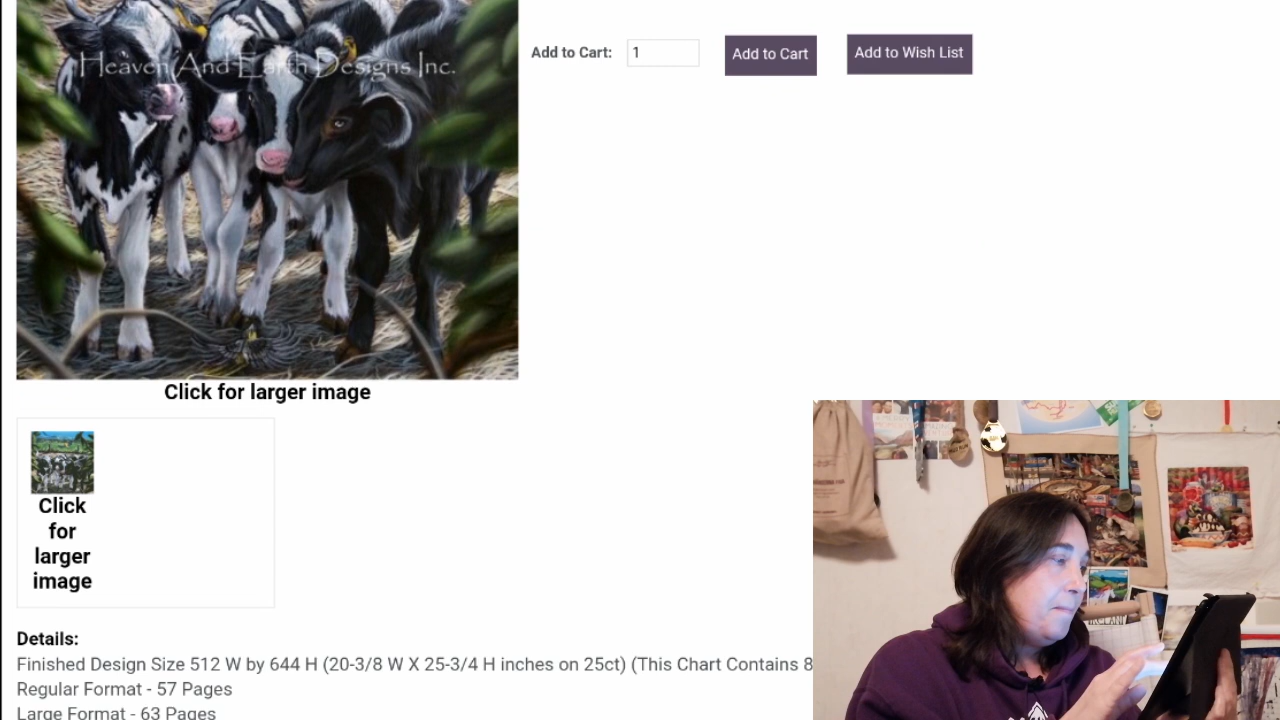 Heaven And Earth Designs Inc.
Add to Cart:
1
Add to Cart
Add to Wish List
Click for larger image
Click
for
larger
image
Details:
Finished Design Size 512 W by 644 H (20-3/8 W X 25-3/4 H inches on 25ct) (This Chart Contains 8
Regular Format - 57 Pages
Large Format - 63 Pages